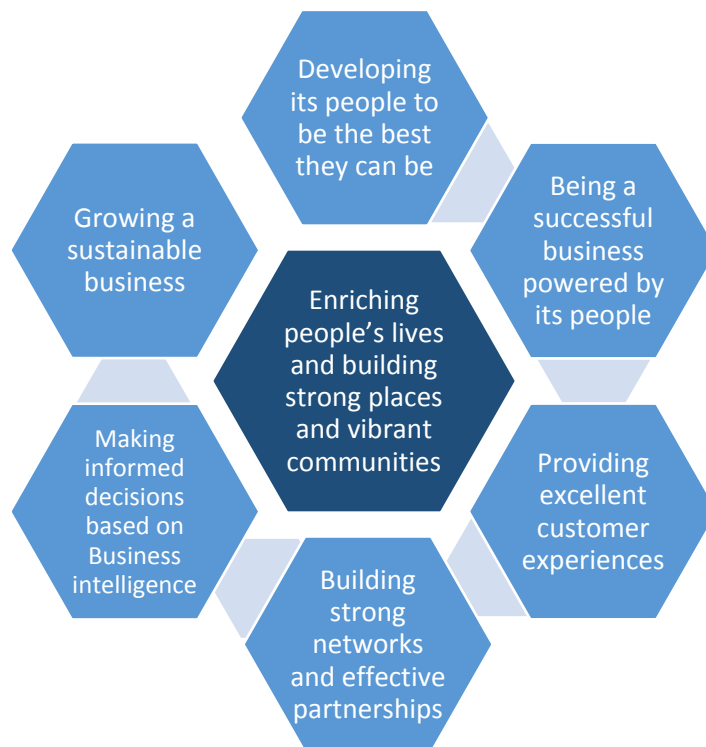 Developing
its people to
be the best
they can be
Being a
successful
business
powered by
its people
Providing
excellent
customer
experiences
Building
strong
networks
and effective
partnerships
Making
informed
decisions
based on
Business
intelligence
Growing a
sustainable
business
Enriching
people’s lives
and building
strong places
and vibrant
communities